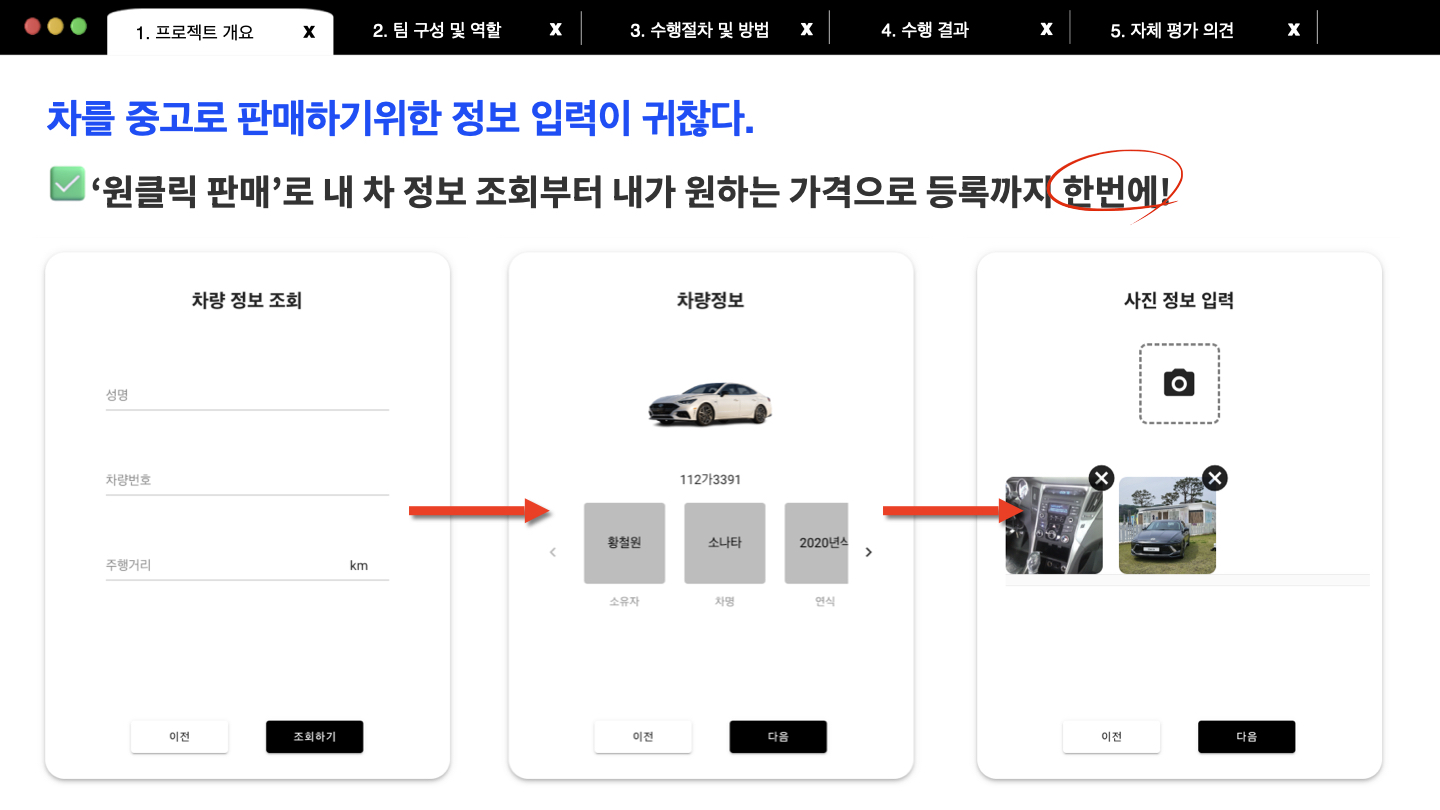 1. 프로젝트 개요 X
2. 팀 구성 및 역할 X
3. 수행절차 및 방법 X
4. 수행 결과 X
5. 자체 평가 의견 X
차를 중고로 판매하기위한 정보 입력이 귀찮다.
‘원클릭 판매’로 내 차 정보 조회부터 내가 원하는 가격으로 등록까지 한번에!
차량 정보 조회
성명
차량번호
주행거리 km
이전 조회하기
차량정보
112가3391
황철원 소나타 2020년식
소유자 차명 연식
이전 다음
사진 정보 입력
이전 다음